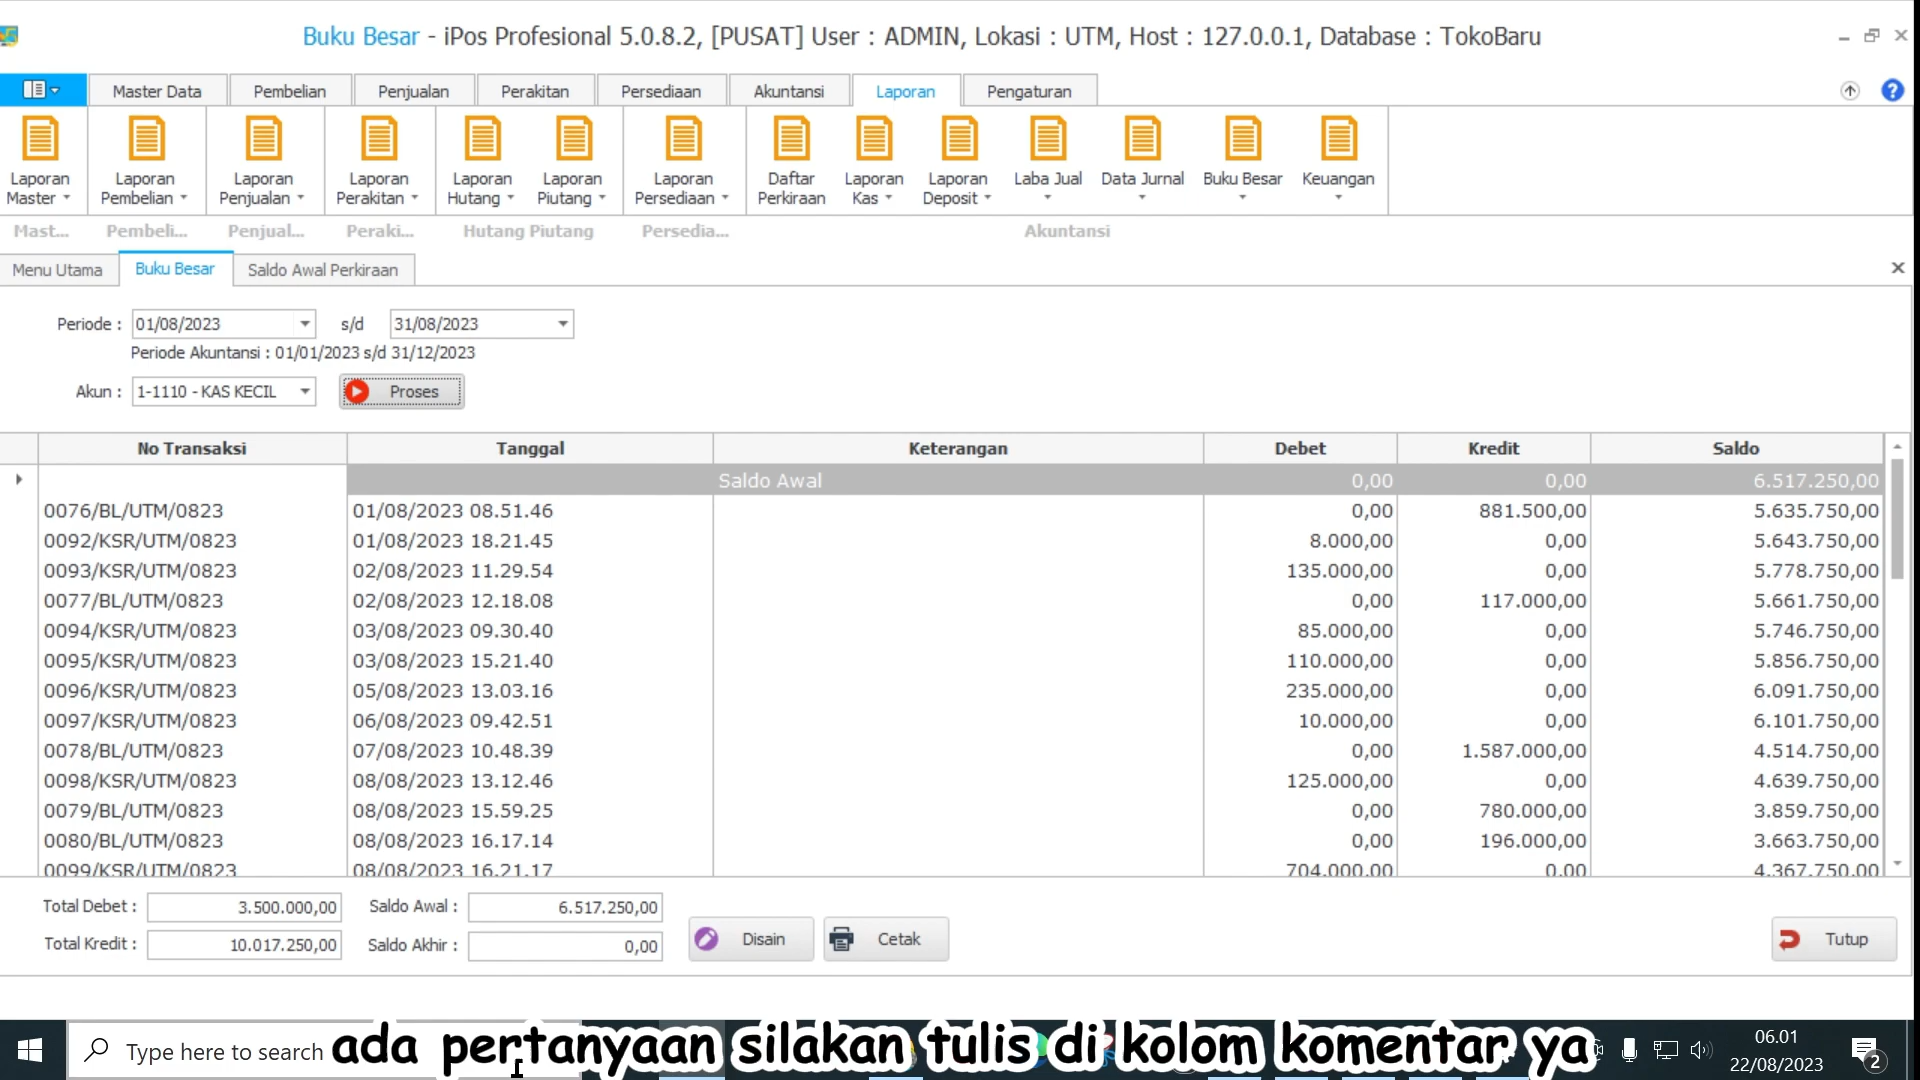 Buku Besar - iPos Profesional 5.0.8.2, [PUSAT] User : ADMIN, Lokasi : UTM, Host : 127.0.0.1, Database : TokoBaru
Master Data Pembelian Penjualan Perakitan Persediaan Akuntansi Laporan Pengaturan
Laporan Master Laporan Pembelian Laporan Penjualan Laporan Perakitan Laporan Hutang Laporan Piutang Laporan Persediaan Daftar Perkiraan Laporan Kas Laporan Deposit Laba Jual Data Jurnal Buku Besar Keuangan
Mast... Pembeli... Penjual... Peraki... Hutang Piutang Persedia... Akuntansi
Menu Utama Buku Besar Saldo Awal Perkiraan
Periode : 01/08/2023 s/d 31/08/2023
Periode Akuntansi : 01/01/2023 s/d 31/12/2023
Akun : 1-1110 - KAS KECIL Proses
No Transaksi Tanggal Keterangan Debet Kredit Saldo
Saldo Awal 0,00 0,00 6.517.250,00
0076/BL/UTM/0823 01/08/2023 08.51.46 0,00 881.500,00 5.635.750,00
0092/KSR/UTM/0823 01/08/2023 18.21.45 8.000,00 0,00 5.643.750,00
0093/KSR/UTM/0823 02/08/2023 11.29.54 135.000,00 0,00 5.778.750,00
0077/BL/UTM/0823 02/08/2023 12.18.08 0,00 117.000,00 5.661.750,00
0094/KSR/UTM/0823 03/08/2023 09.30.40 85.000,00 0,00 5.746.750,00
0095/KSR/UTM/0823 03/08/2023 15.21.40 110.000,00 0,00 5.856.750,00
0096/KSR/UTM/0823 05/08/2023 13.03.16 235.000,00 0,00 6.091.750,00
0097/KSR/UTM/0823 06/08/2023 09.42.51 10.000,00 0,00 6.101.750,00
0078/BL/UTM/0823 07/08/2023 10.48.39 0,00 1.587.000,00 4.514.750,00
0098/KSR/UTM/0823 08/08/2023 13.12.46 125.000,00 0,00 4.639.750,00
0079/BL/UTM/0823 08/08/2023 15.59.25 0,00 780.000,00 3.859.750,00
0080/BL/UTM/0823 08/08/2023 16.17.14 0,00 196.000,00 3.663.750,00
0099/KSR/UTM/0823 08/08/2023 16.21.17 704.000,00 0,00 4.367.750,00
Total Debet : 3.500.000,00 Saldo Awal : 6.517.250,00
Total Kredit : 10.017.250,00 Saldo Akhir : 0,00
Disain Cetak Tutup
Type here to search
ada pertanyaan silakan tulis di kolom komentar ya
06.01
22/08/2023
2